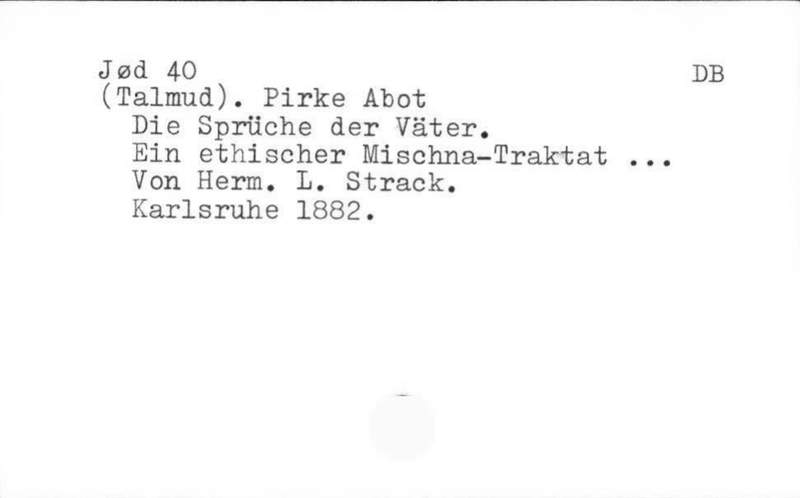 Jød 40 DB
(Talmud). Pirke Abot
Die Sprüche der Väter.
Ein ethischer Mischna-Traktat ...
Von Herm. L. Strack.
Karlsruhe 1882.